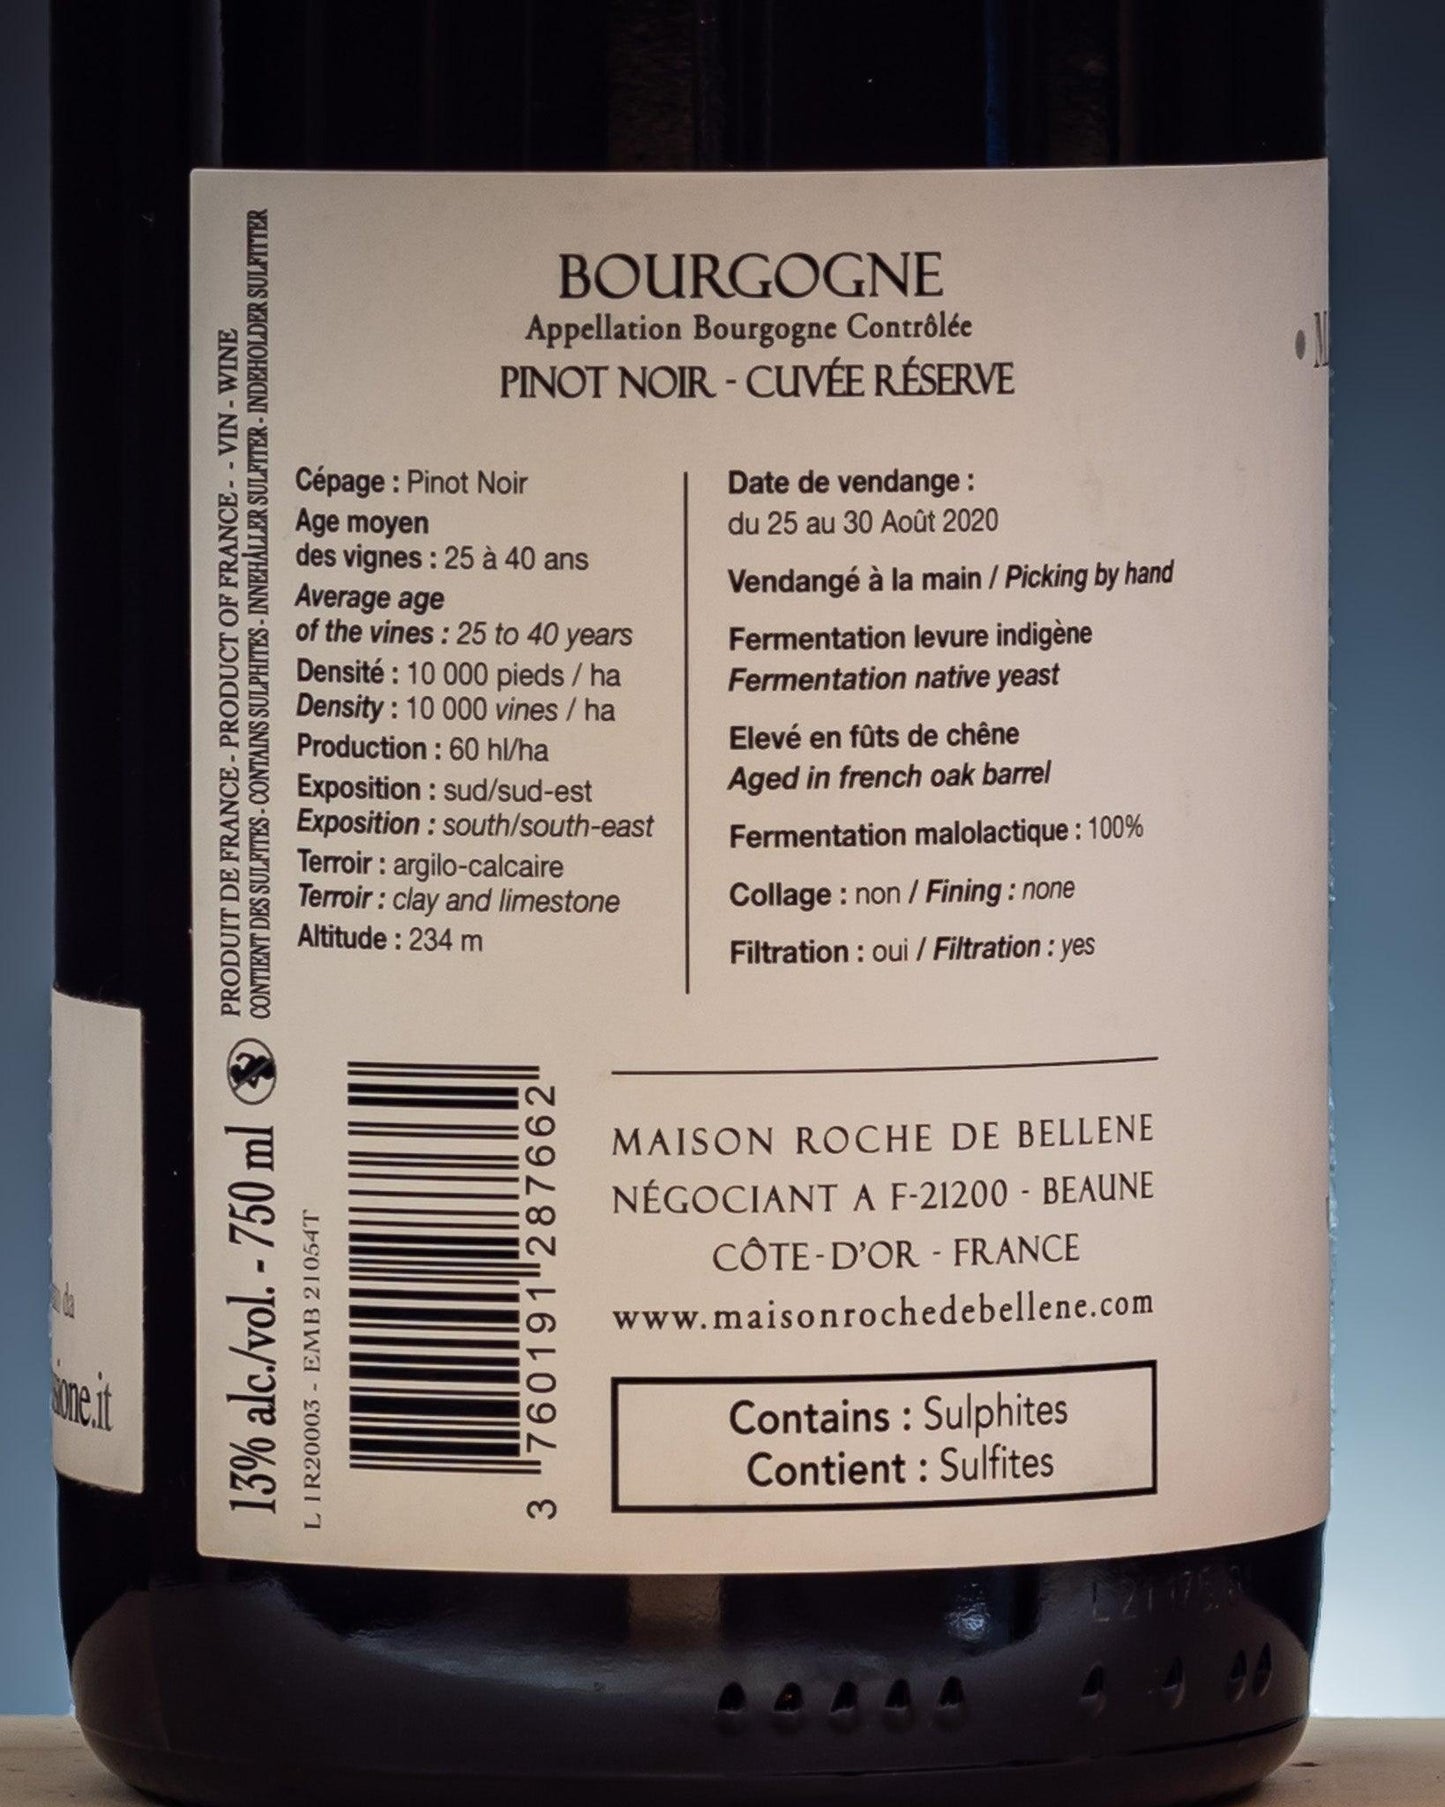 BOURGOGNE
Appellation Bourgogne Contrôlée
PINOT NOIR - CUVÉE RÉSERVE
Cépage : Pinot Noir
Age moyen
des vignes : 25 à 40 ans
Average age
of the vines : 25 to 40 years
Densité : 10 000 pieds / ha
Density : 10 000 vines / ha
Production : 60 hl/ha
Exposition : sud/sud-est
Exposition : south/south-east
Terroir : argilo-calcaire
Terroir : clay and limestone
Altitude : 234 m
Date de vendange :
du 25 au 30 Août 2020
Vendangé à la main / Picking by hand
Fermentation levure indigène
Fermentation native yeast
Elevé en fûts de chêne
Aged in french oak barrel
Fermentation malolactique : 100%
Collage : non / Fining : none
Filtration : oui / Filtration : yes
MAISON ROCHE DE BELLENE
NÉGOCIANT A F-21200 - BEAUNE
CÔTE-D'OR - FRANCE
www.maisonrochedebellene.com
Contains : Sulphites
Contient : Sulfites
PRODUIT DE FRANCE - PRODUCT OF FRANCE - - VIN - WINE
CONTIENT DES SULFITES - CONTAINS SULPHITES - INNEHÅLLER SULFITER - INDEHOLDER SULFITTER
13% alc./vol. - 750 ml
L 1R20003 - EMB 21054T
3 760191 287662
da
sione.it